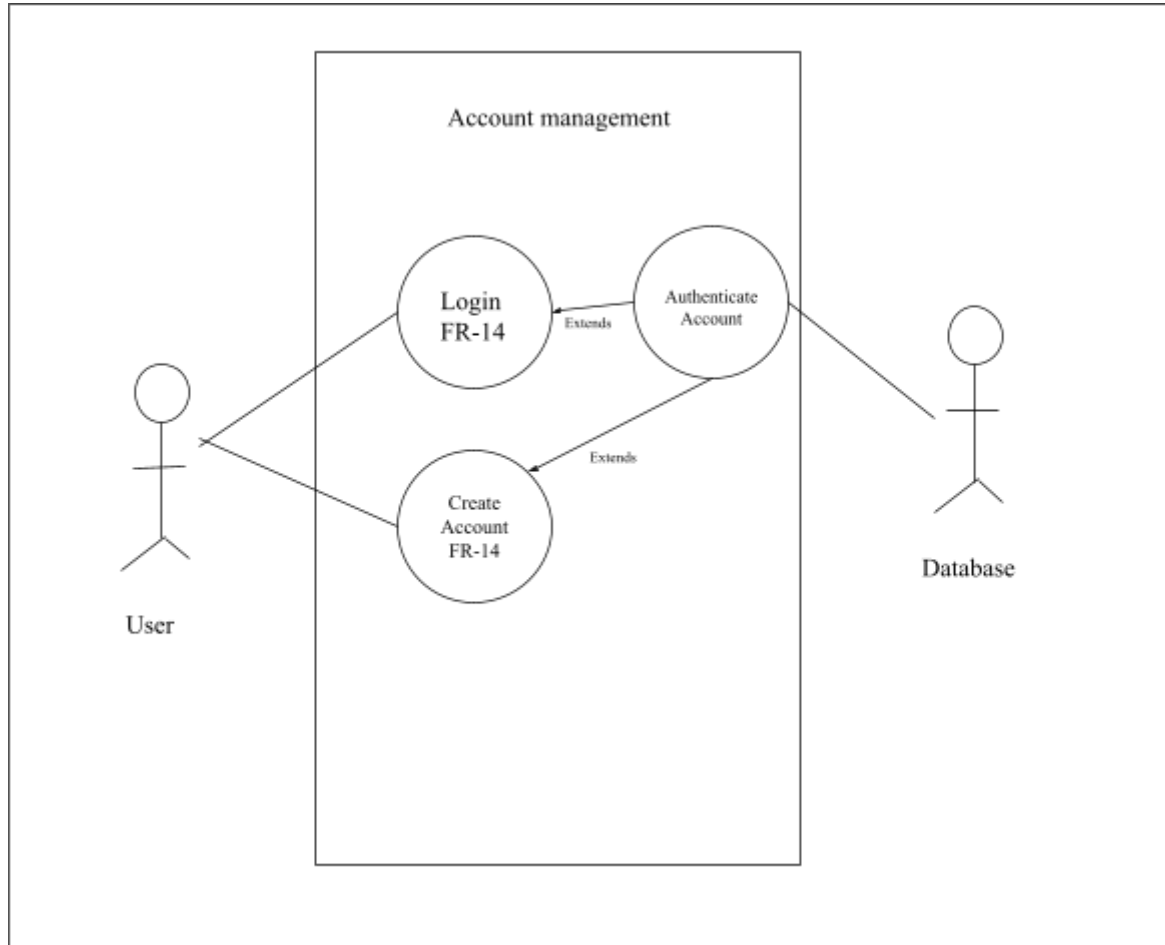 Account management
Login
FR-14
Authenticate
Account
Extends
Extends
Create
Account
FR-14
User
Database